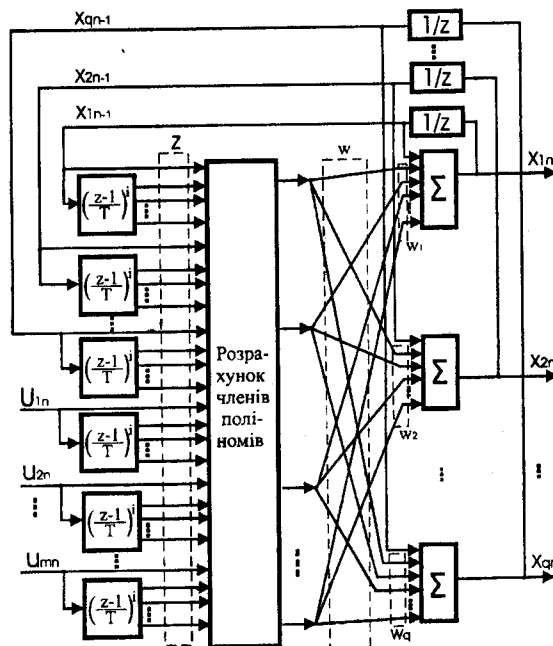 Xqn-1
1/z
X2n-1
1/z
X1n-1
1/z
Z
w
X1n
(z-1/T)^i
Σ
w1
(z-1/T)^i
(z-1/T)^i
Розра-
хунок
членів
полі-
номів
Σ
X2n
w2
U1n
(z-1/T)^i
U2n
(z-1/T)^i
Umn
(z-1/T)^i
Σ
Xqn
wq